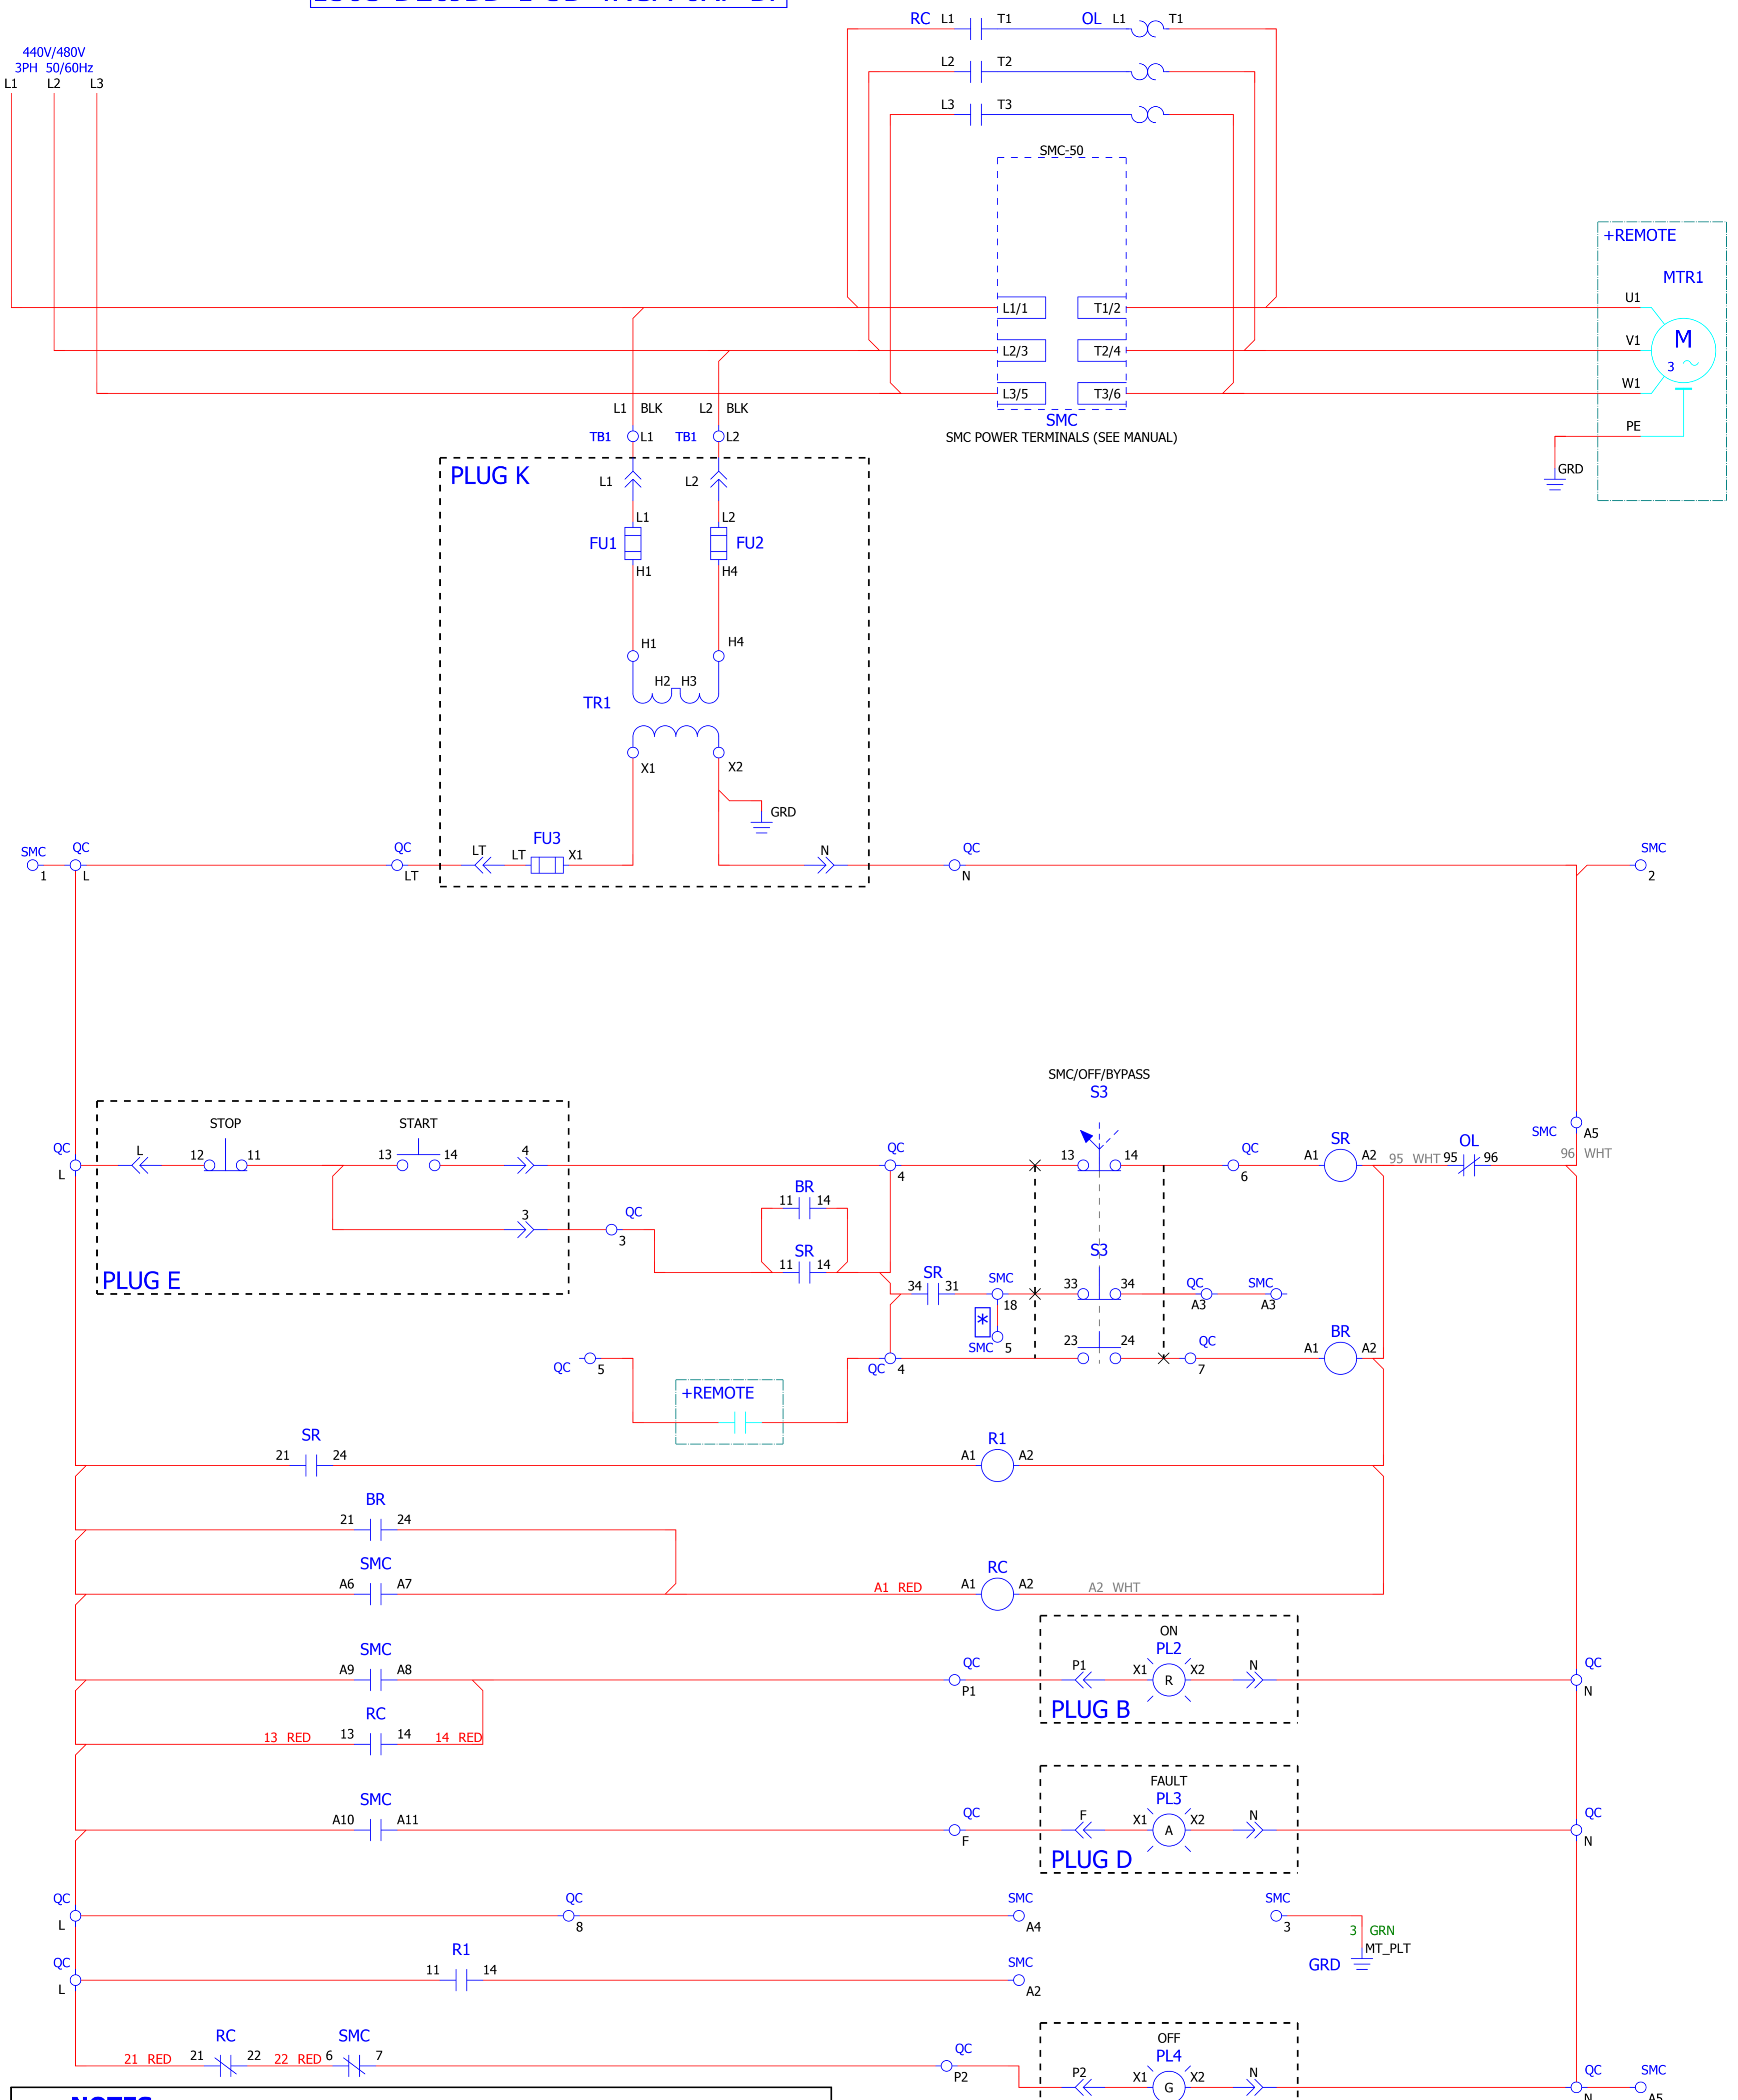 RC L1 T1 OL L1 T1
440V/480V
3PH 50/60Hz
L1 L2 L3
L2 T2
L3 T3
SMC-50
+REMOTE
MTR1
L1/1 T1/2 U1
L2/3 T2/4 V1 M
3
L3/5 T3/6 W1
L1 BLK L2 BLK
SMC
PE
TB1 L1 TB1 L2
SMC POWER TERMINALS (SEE MANUAL)
GRD
PLUG K
L1 L2
L1 L2
FU1 FU2
H1 H4
H1 H4
H2 H3
TR1
X1 X2
GRD
FU3
SMC QC QC LT LT X1 N QC SMC
1 L LT N 2
SMC/OFF/BYPASS
S3
STOP START
SMC A5
QC L 12 11 13 14 4 QC 13 14 QC SR OL
A1 A2 95 WHT 95 96 96 WHT
L 4 6
BR
11 14
3 QC
3
SR S3
11 14
PLUG E
SR
34 31 SMC 33 34 QC SMC
18 A3 A3
*
SMC 5 23 24 QC BR
A1 A2
QC 5 QC 4 7
+REMOTE
SR R1
21 24 A1 A2
BR
21 24
SMC RC
A6 A7 A1 RED A1 A2 A2 WHT
ON
SMC QC PL2 QC
A9 A8 P1 X1 R X2 N
P1 N
PLUG B
RC
13 RED 13 14 14 RED
FAULT
SMC QC PL3 QC
A10 A11 F X1 A X2 N
F N
PLUG D
QC QC SMC SMC
L 8 A4 3
3 GRN
MT_PLT
GRD
QC R1 SMC
L 11 14 A2
OFF
RC SMC QC PL4
21 RED 21 22 22 RED 6 7
P2 P2 X1 G X2 N QC SMC
N A5
NOTES